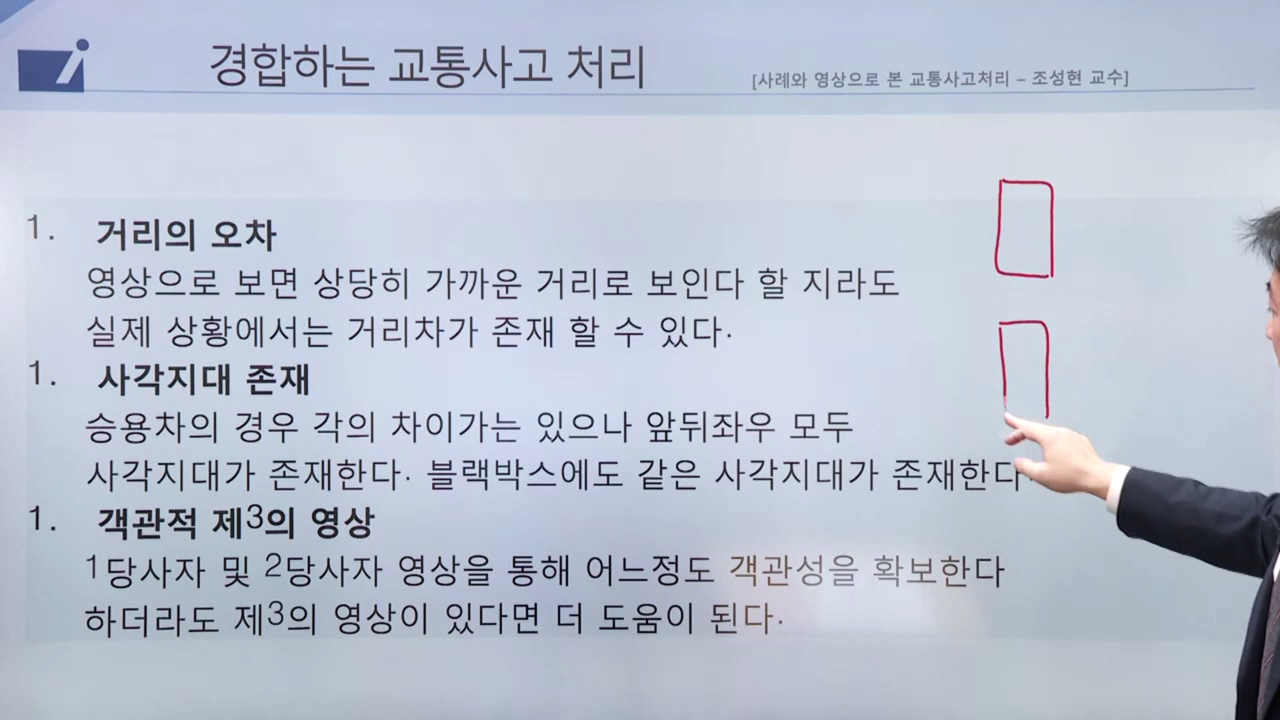 경합하는 교통사고 처리
[사례와 영상으로 본 교통사고처리 – 조성현 교수]
1. 거리의 오차
영상으로 보면 상당히 가까운 거리로 보인다 할 지라도
실제 상황에서는 거리차가 존재 할 수 있다.
1. 사각지대 존재
승용차의 경우 각의 차이가는 있으나 앞뒤좌우 모두
사각지대가 존재한다. 블랙박스에도 같은 사각지대가 존재한다.
1. 객관적 제3의 영상
1당사자 및 2당사자 영상을 통해 어느정도 객관성을 확보한다
하더라도 제3의 영상이 있다면 더 도움이 된다.